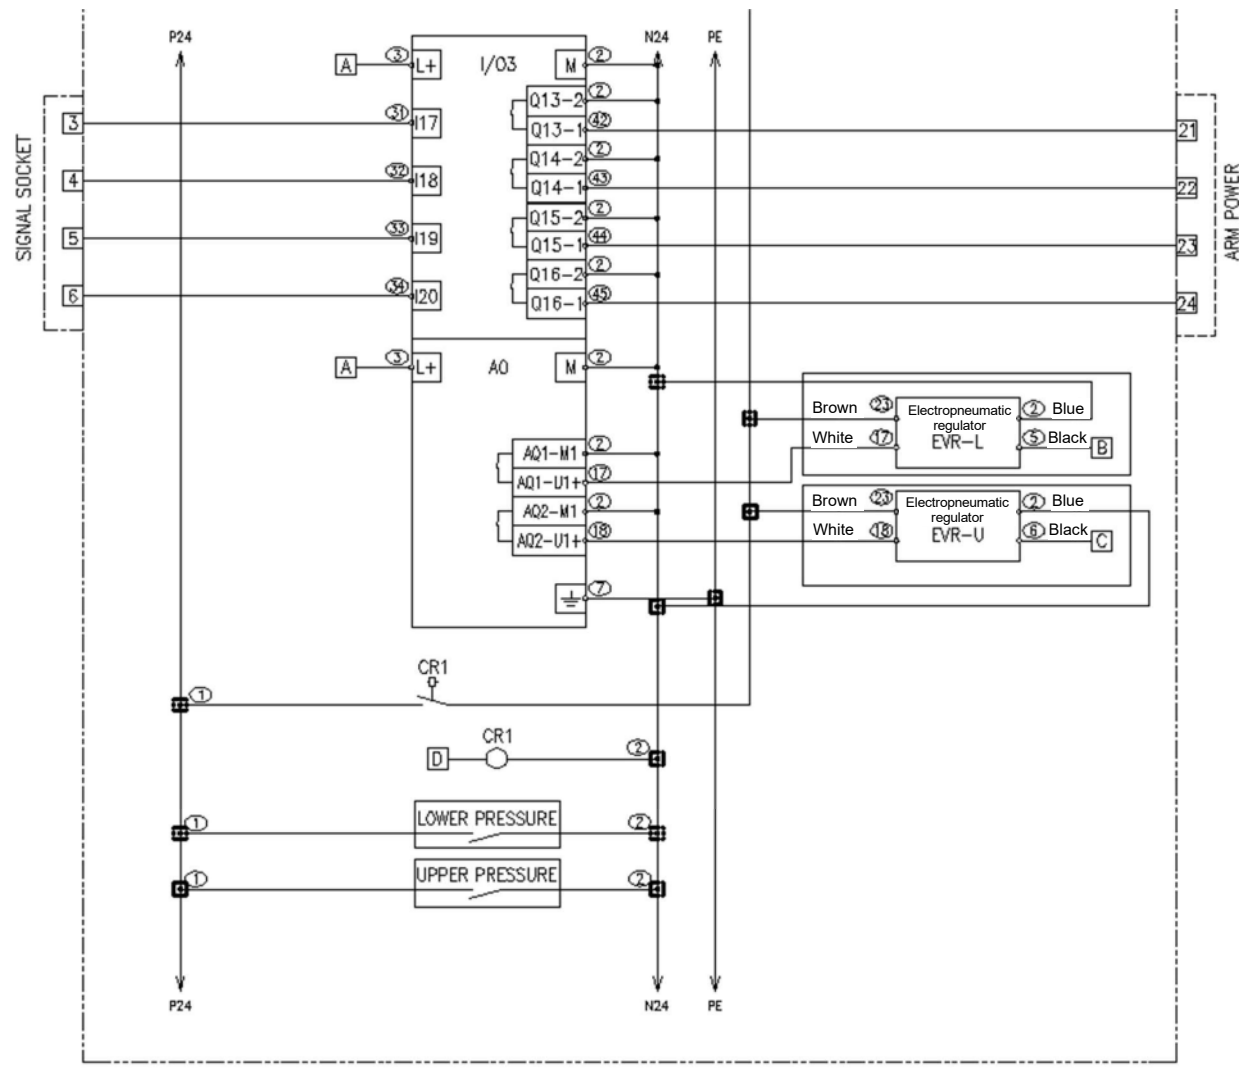 P24
N24
PE
A
3
L+
I/O3
M
2
Q13-2
2
SIGNAL SOCKET
3
31
I17
Q13-1
42
21
Q14-2
2
4
32
I18
Q14-1
43
22
ARM POWER
Q15-2
2
5
33
I19
Q15-1
44
23
Q16-2
2
6
34
I20
Q16-1
45
24
A
3
L+
AO
M
2
Brown
23
Electropneumatic
regulator
EVR-L
2
Blue
White
17
5
Black
B
AQ1-M1
2
AQ1-U1+
17
Brown
23
Electropneumatic
regulator
EVR-U
2
Blue
AQ2-M1
2
White
18
6
Black
C
AQ2-U1+
18
7
CR1
1
CR1
D
2
1
LOWER PRESSURE
2
1
UPPER PRESSURE
2
P24
N24
PE